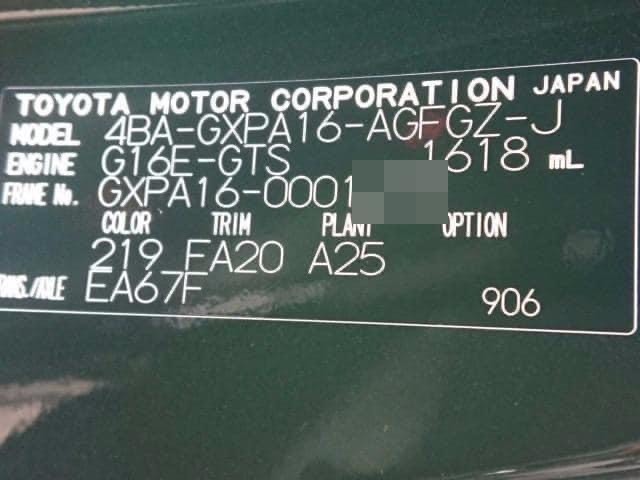 TOYOTA MOTOR CORPORATION JAPAN
MODEL 4BA-GXPA16-AGFGZ-J
ENGINE G16E-GTS 1618 mL
FRAME No. GXPA16-0001
COLOR TRIM PLANT OPTION
219 FA20 A25
TRANS./AXLE EA67F 906